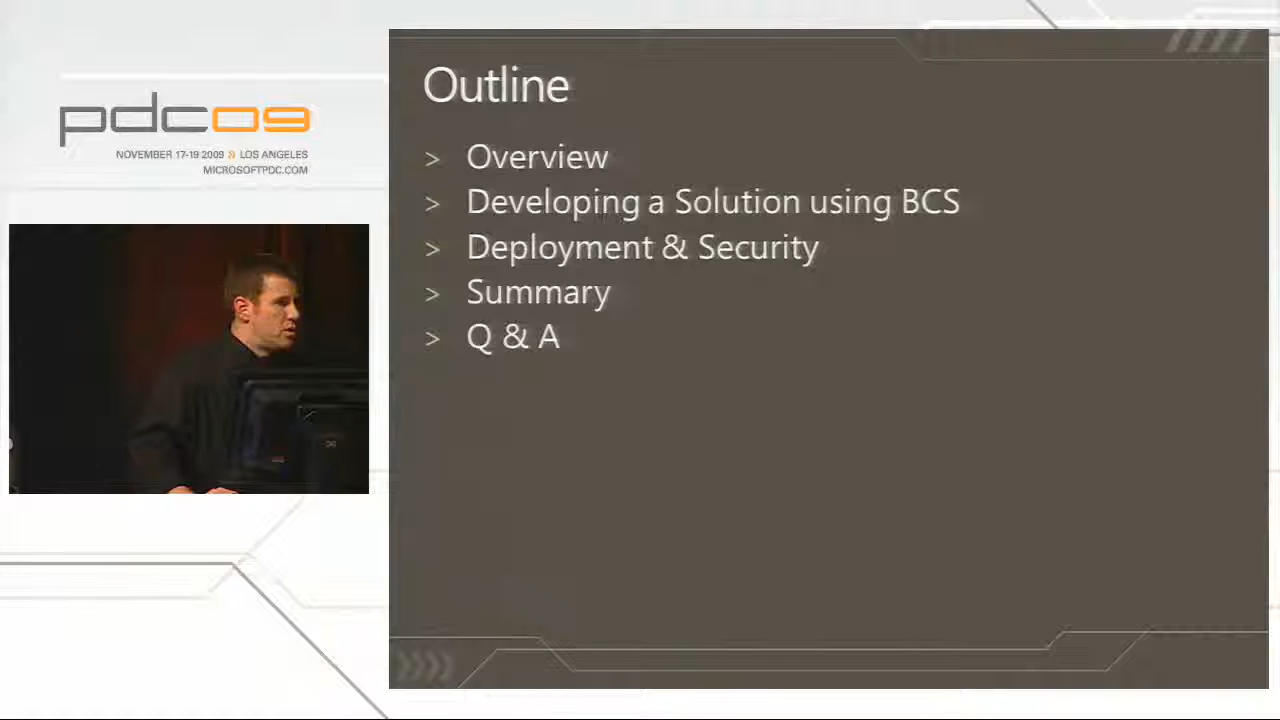 pdc09
NOVEMBER 17-19 2009 » LOS ANGELES
MICROSOFTPDC.COM
Outline
> Overview
> Developing a Solution using BCS
> Deployment & Security
> Summary
> Q & A